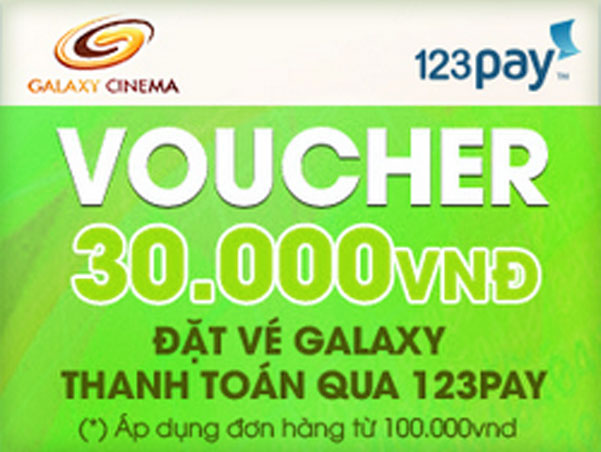 GALAXY CINEMA
123pay™
VOUCHER
30.000VNĐ
ĐẶT VÉ GALAXY
THANH TOÁN QUA 123PAY
(*) Áp dụng đơn hàng từ 100.000vnd